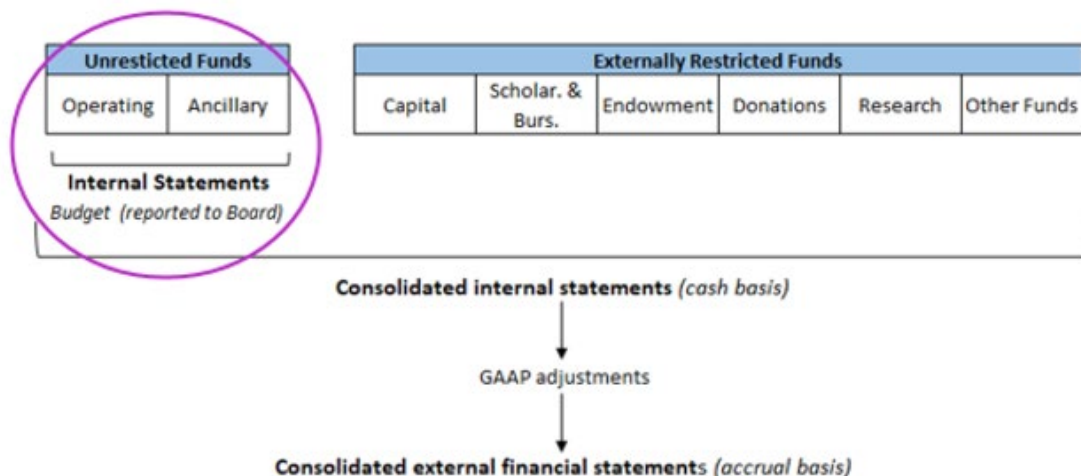 Unresticted Funds
Externally Restricted Funds
Operating
Ancillary
Capital
Scholar. &
Burs.
Endowment
Donations
Research
Other Funds
Internal Statements
Budget (reported to Board)
Consolidated internal statements (cash basis)
GAAP adjustments
Consolidated external financial statements (accrual basis)